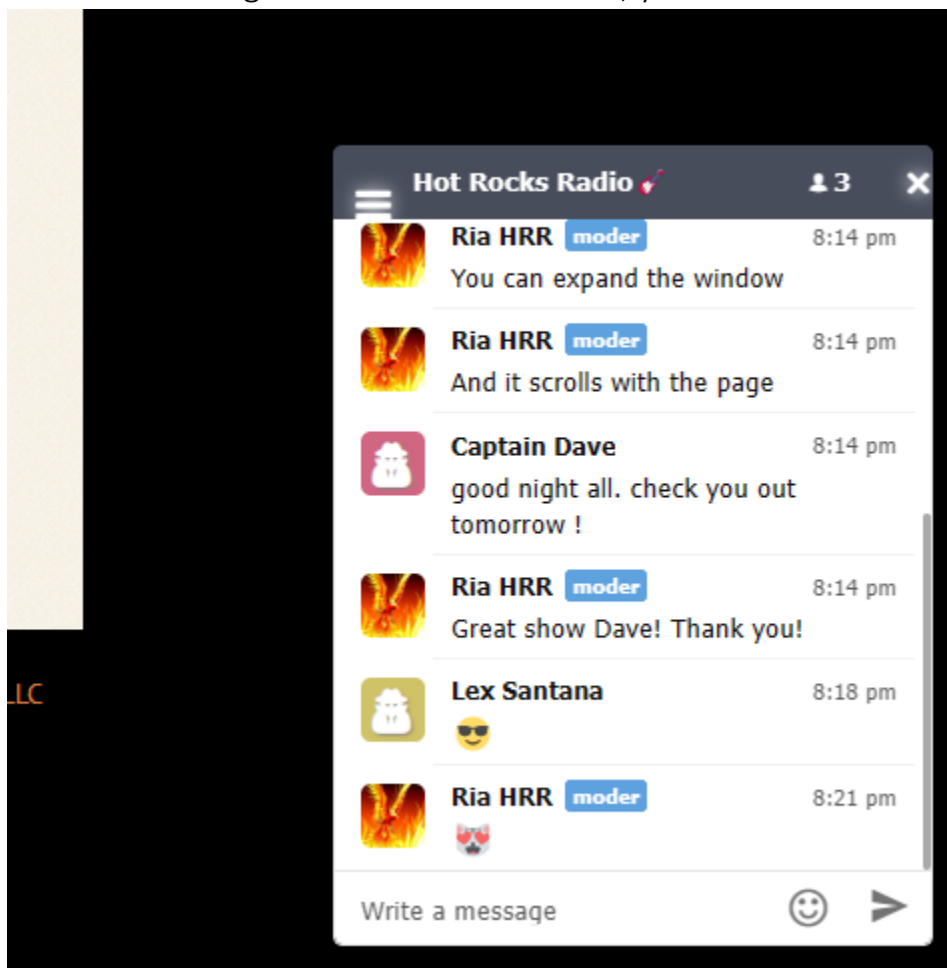 Hot Rocks Radio 3
Ria HRR moder 8:14 pm
You can expand the window
Ria HRR moder 8:14 pm
And it scrolls with the page
Captain Dave 8:14 pm
good night all. check you out
tomorrow !
Ria HRR moder 8:14 pm
Great show Dave! Thank you!
LLC
Lex Santana 8:18 pm
😎
Ria HRR moder 8:21 pm
😻
Write a message